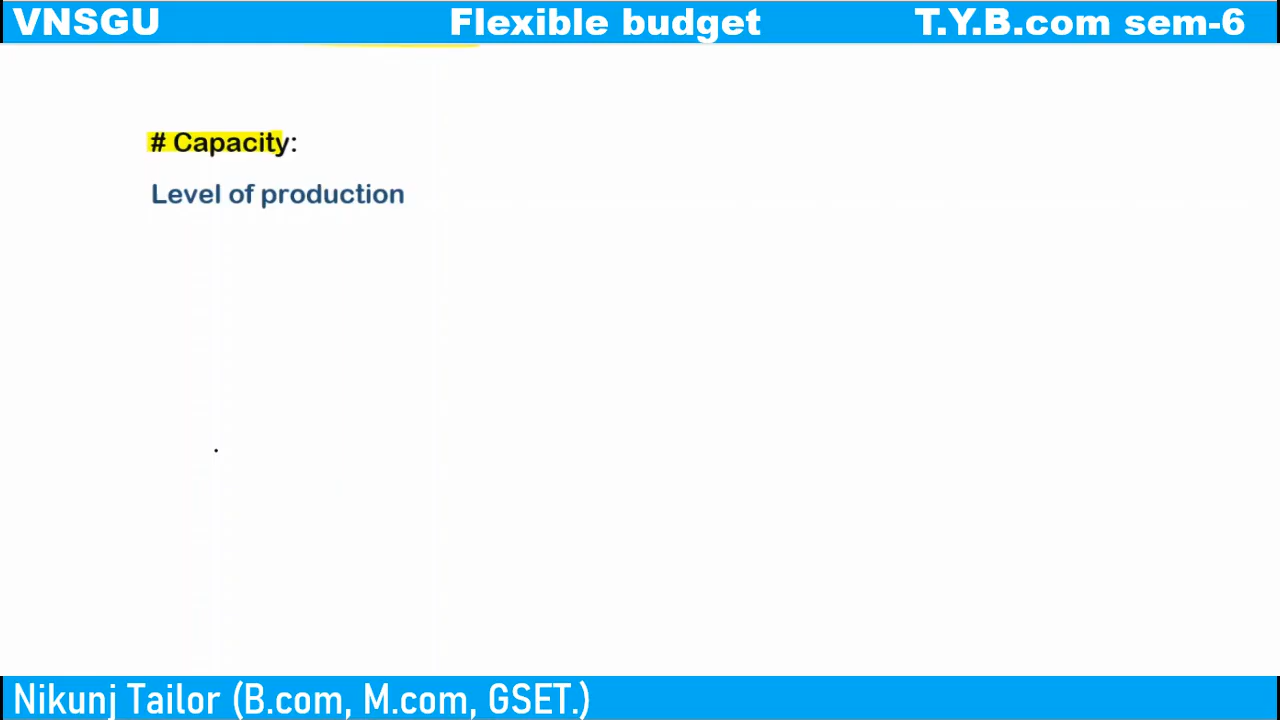 VNSGU Flexible budget T.Y.B.com sem-6
# Capacity:
Level of production
Nikunj Tailor (B.com, M.com, GSET.)